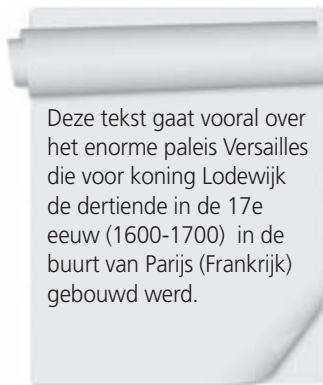 Deze tekst gaat vooral over
het enorme paleis Versailles
die voor koning Lodewijk
de dertiende in de 17e
eeuw (1600-1700)  in de
buurt van Parijs (Frankrijk)
gebouwd werd.